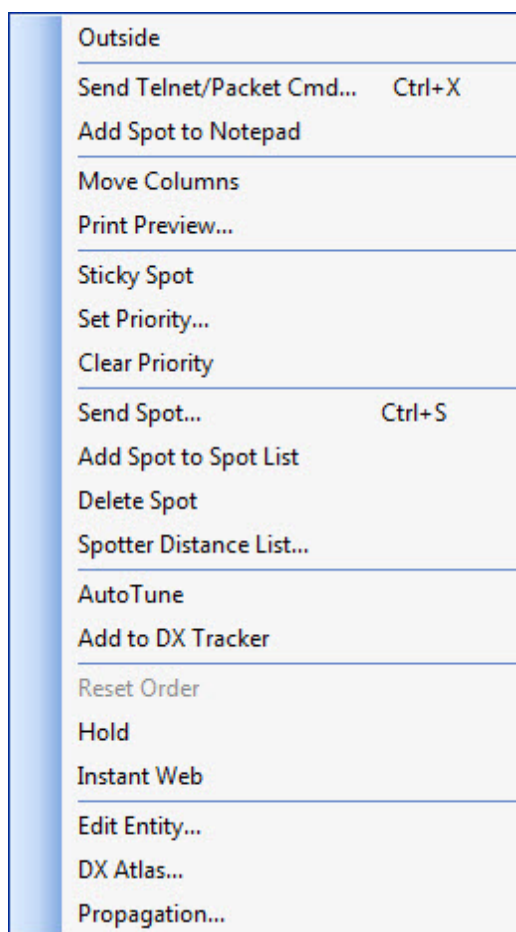 Outside
Send Telnet/Packet Cmd... Ctrl+X
Add Spot to Notepad
Move Columns
Print Preview...
Sticky Spot
Set Priority...
Clear Priority
Send Spot... Ctrl+S
Add Spot to Spot List
Delete Spot
Spotter Distance List...
AutoTune
Add to DX Tracker
Reset Order
Hold
Instant Web
Edit Entity...
DX Atlas...
Propagation...